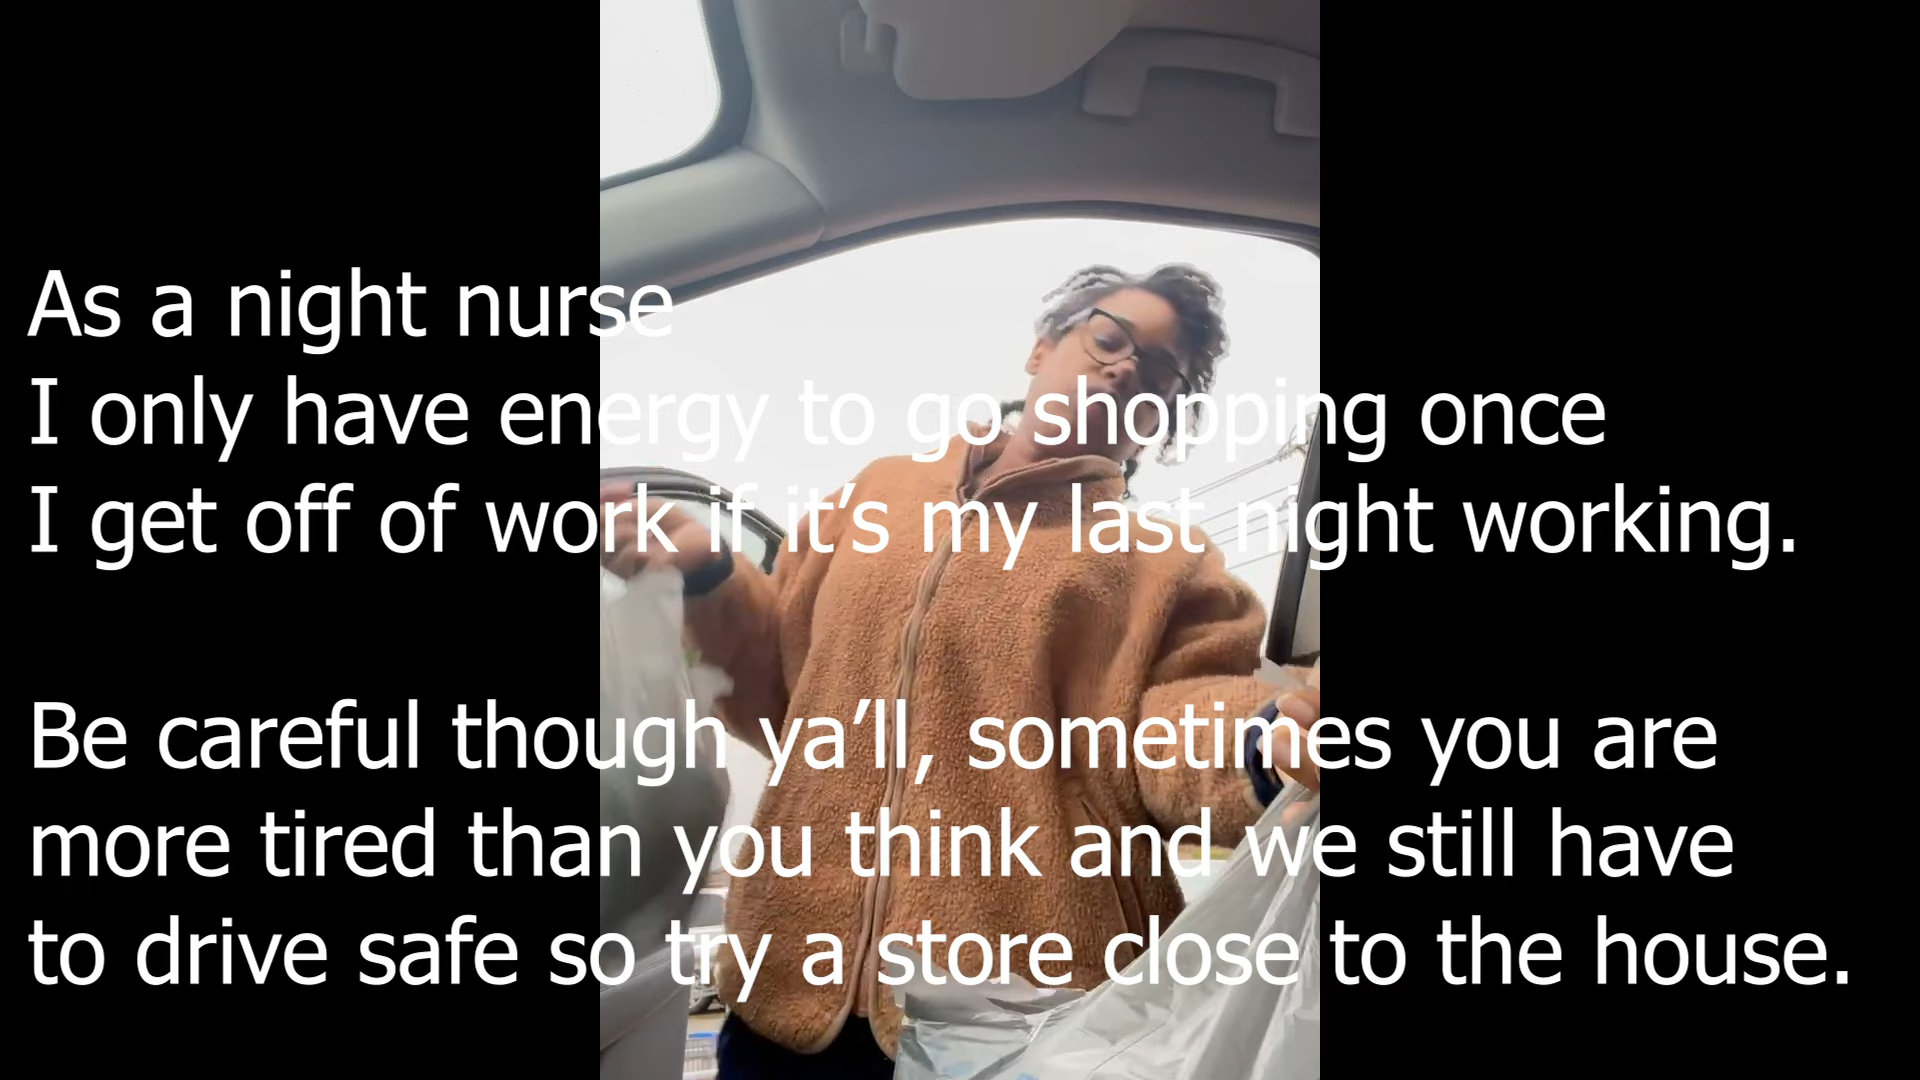 As a night nurse
I only have energy to go shopping once
I get off of work if it’s my last night working.
Be careful though ya’ll, sometimes you are
more tired than you think and we still have
to drive safe so try a store close to the house.